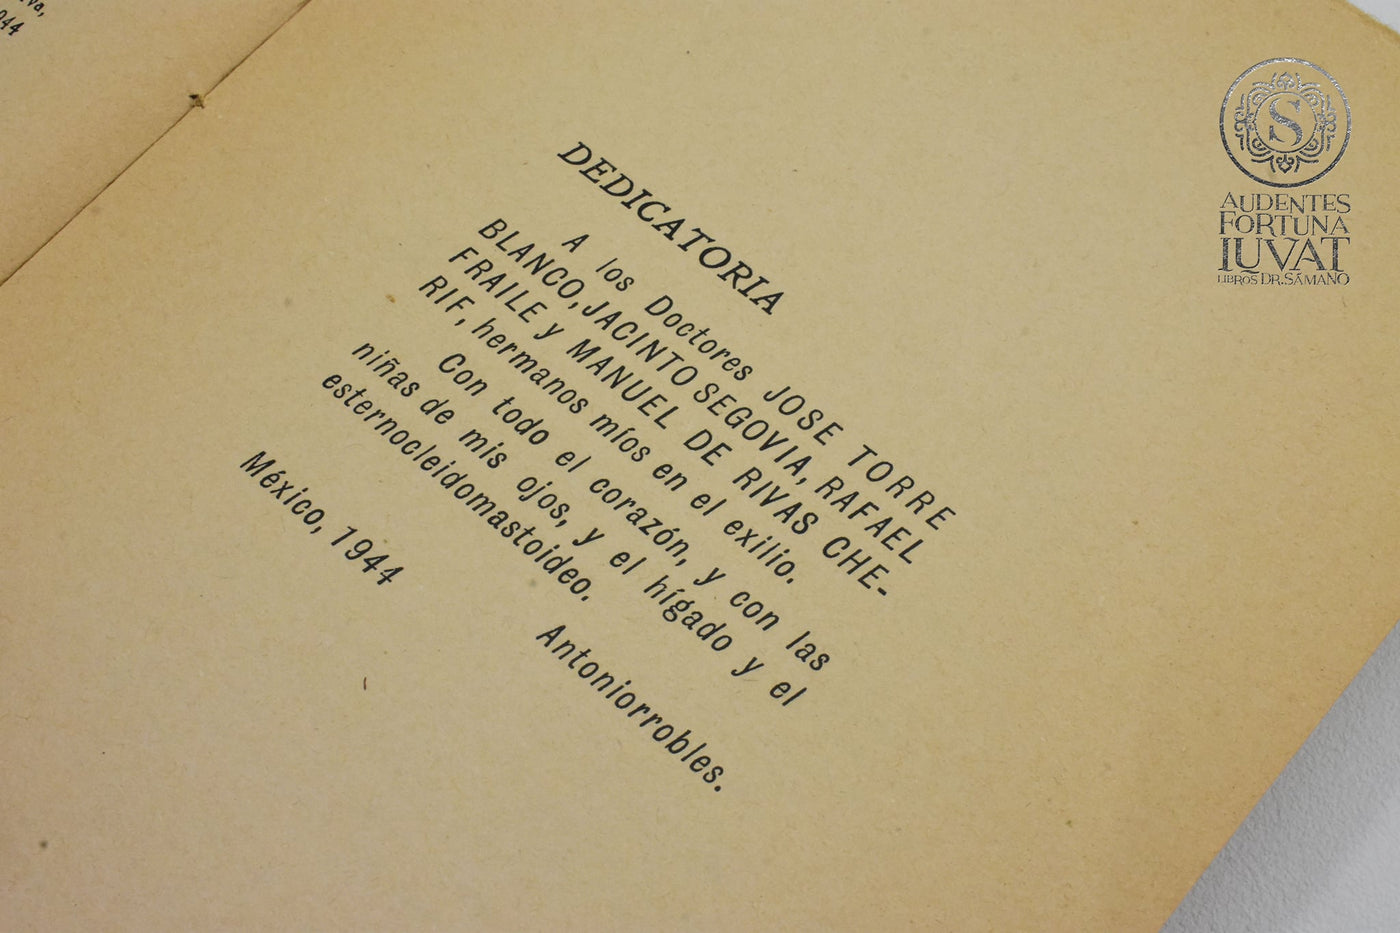 944
DEDICATORIA
A los Doctores JOSE TORRE
BLANCO, JACINTO SEGOVIA, RAFAEL
FRAILE y MANUEL DE RIVAS CHE-
RIF, hermanos míos en el exilio.
Con todo el corazón, y con las
niñas de mis ojos, y el hígado y el
esternocleidomastoideo.
Antoniorrobles.
México, 1944
S
AUDENTES
FORTUNA
IUVAT
LIBROS DR. SÁMANO